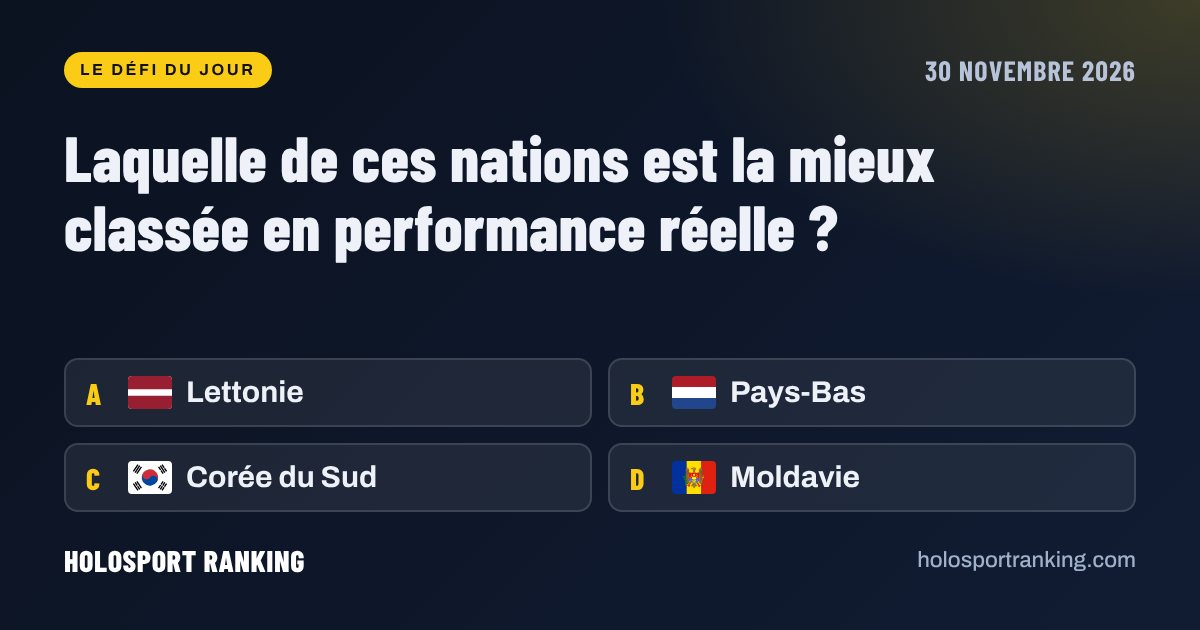 LE DÉFI DU JOUR
30 NOVEMBRE 2026
Laquelle de ces nations est la mieux
classée en performance réelle ?
A Lettonie
B Pays-Bas
C Corée du Sud
D Moldavie
HOLOSPORT RANKING
holosportranking.com